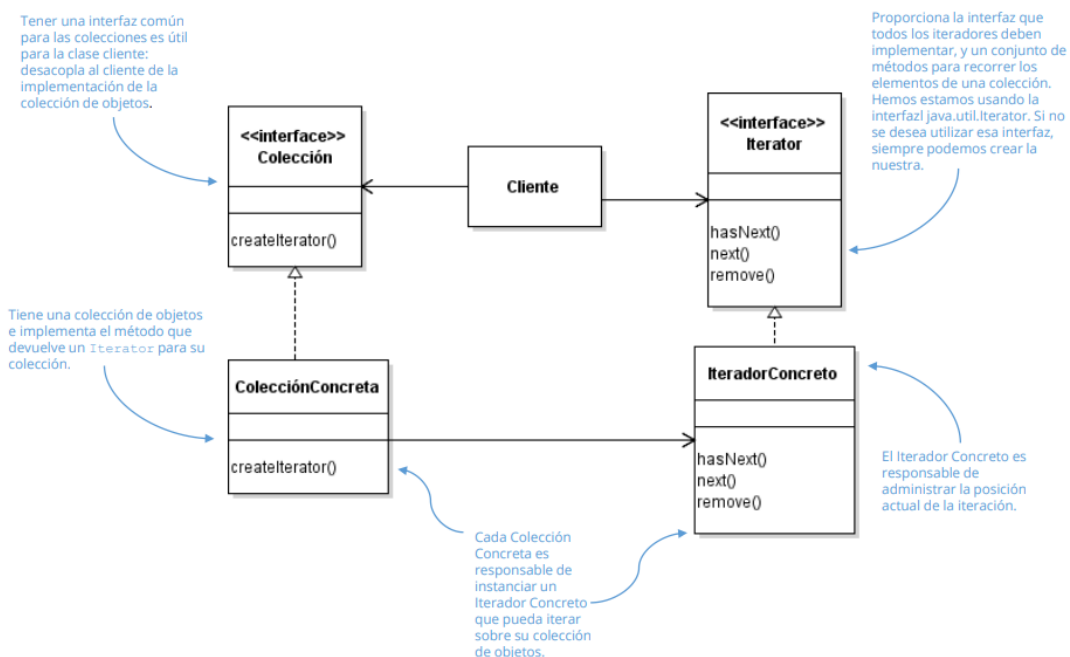 Tener una interfaz común
para las colecciones es útil
para la clase cliente:
desacopla al cliente de la
implementación de la
colección de objetos.
Proporciona la interfaz que
todos los iteradores deben
implementar, y un conjunto de
métodos para recorrer los
elementos de una colección.
Hemos estamos usando la
interfazl java.util.Iterator. Si no
se desea utilizar esa interfaz,
siempre podemos crear la
nuestra.
<<interface>>
Colección
createIterator()
Cliente
<<interface>>
Iterator
hasNext()
next()
remove()
Tiene una colección de objetos
e implementa el método que
devuelve un Iterator para su
colección.
ColecciónConcreta
createIterator()
IteradorConcreto
hasNext()
next()
remove()
El Iterador Concreto es
responsable de
administrar la posición
actual de la iteración.
Cada Colección
Concreta es
responsable de
instanciar un
Iterador Concreto
que pueda iterar
sobre su colección
de objetos.